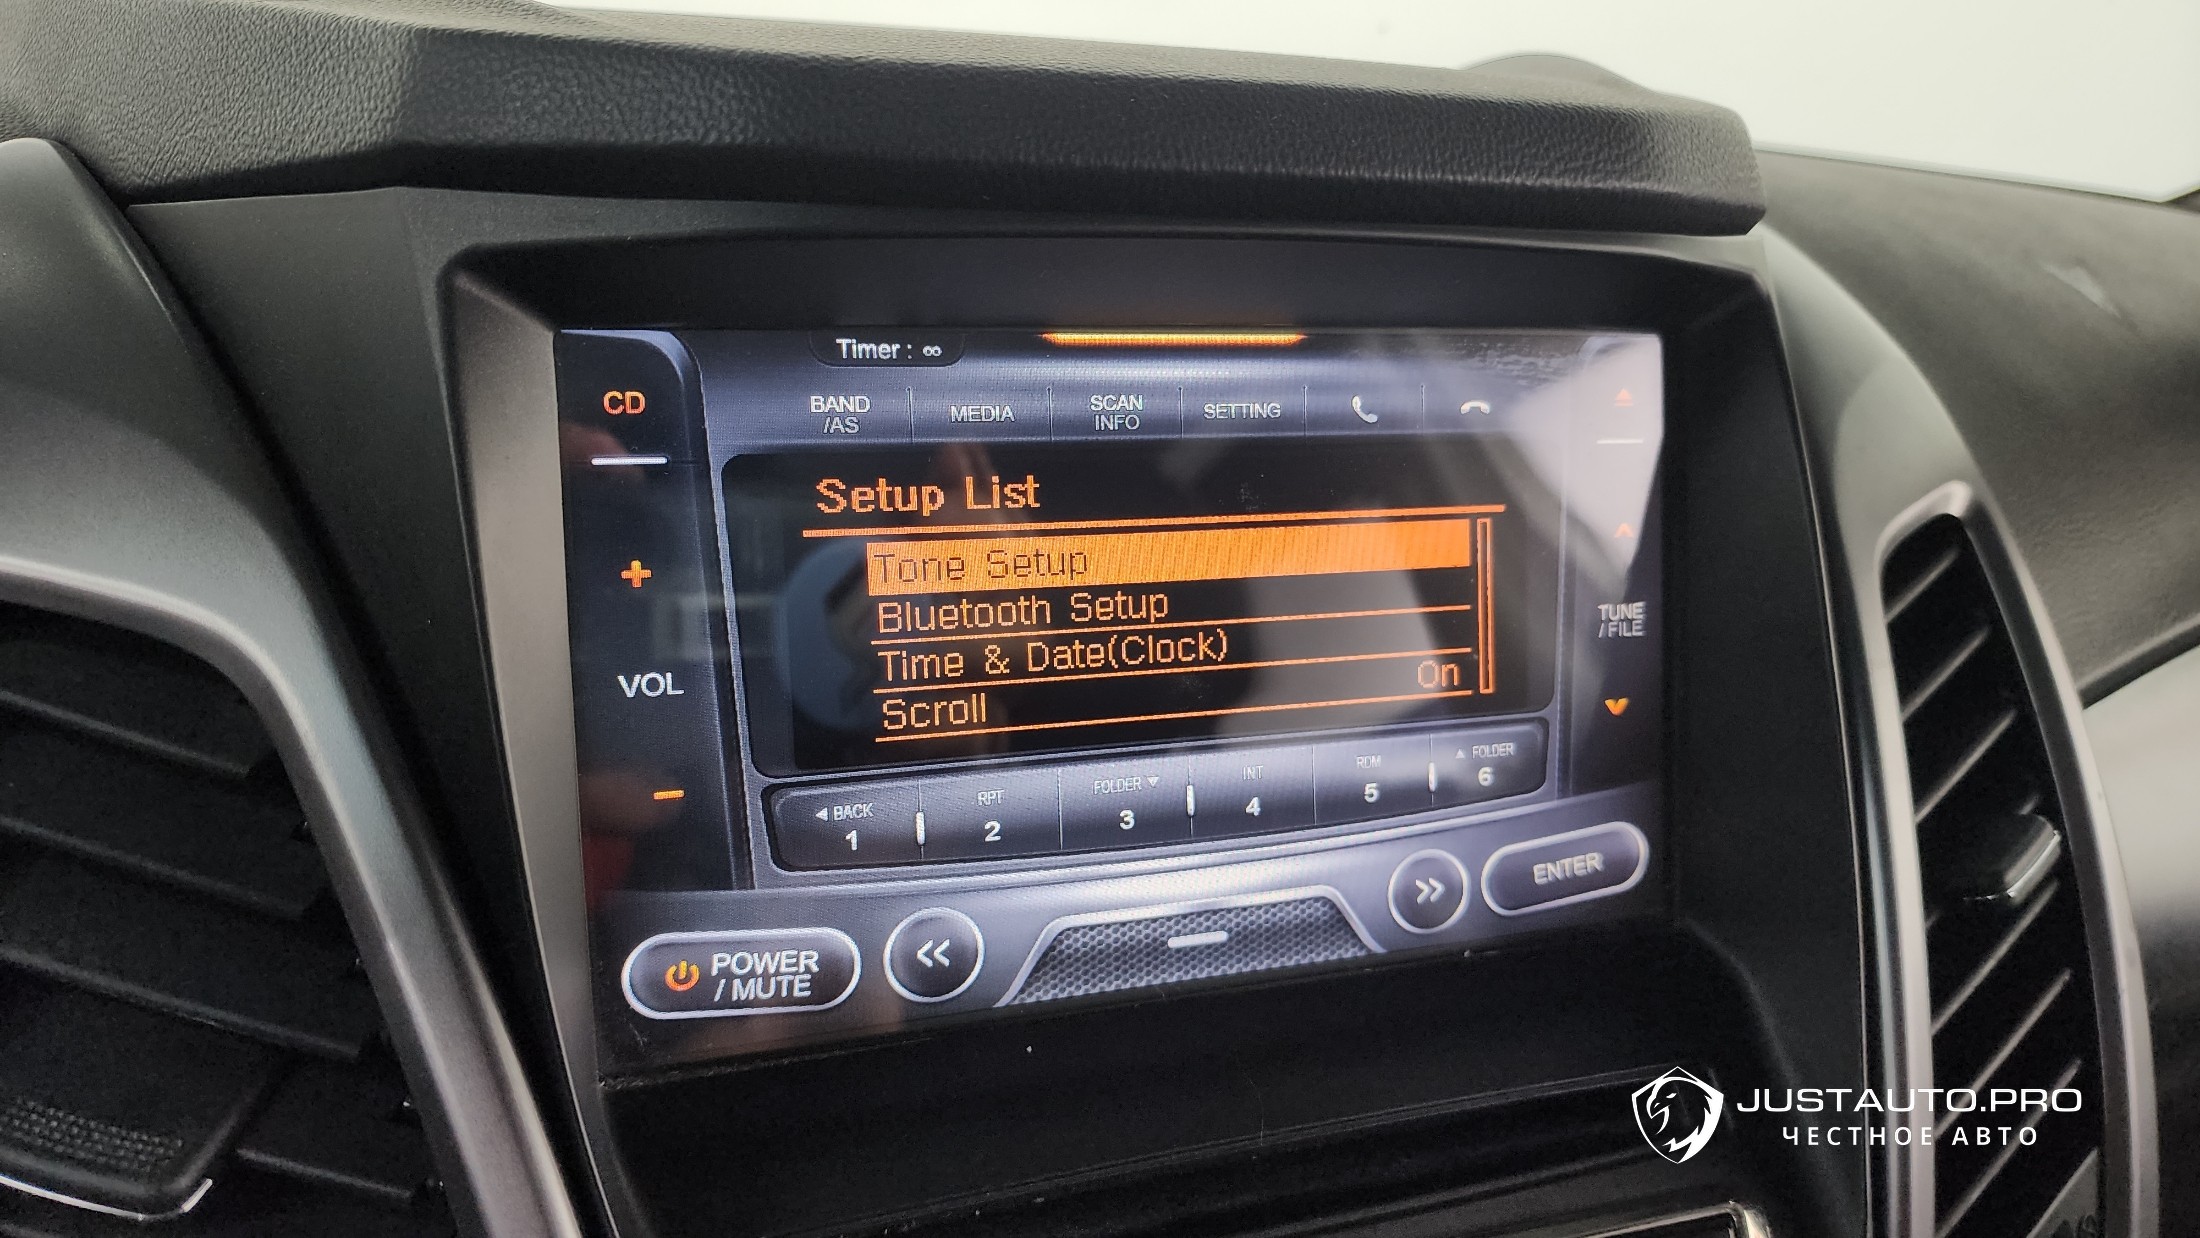 Timer : ∞
CD
BAND
/AS
MEDIA
SCAN
INFO
SETTING
Setup List
Tone Setup
Bluetooth Setup
Time & Date(Clock)
Scroll On
VOL
TUNE
/FILE
◀ BACK
1
RPT
2
FOLDER ▼
3
INT
4
RDM
5
▲ FOLDER
6
POWER
/ MUTE
ENTER
JUSTAUTO.PRO
ЧЕСТНОЕ АВТО